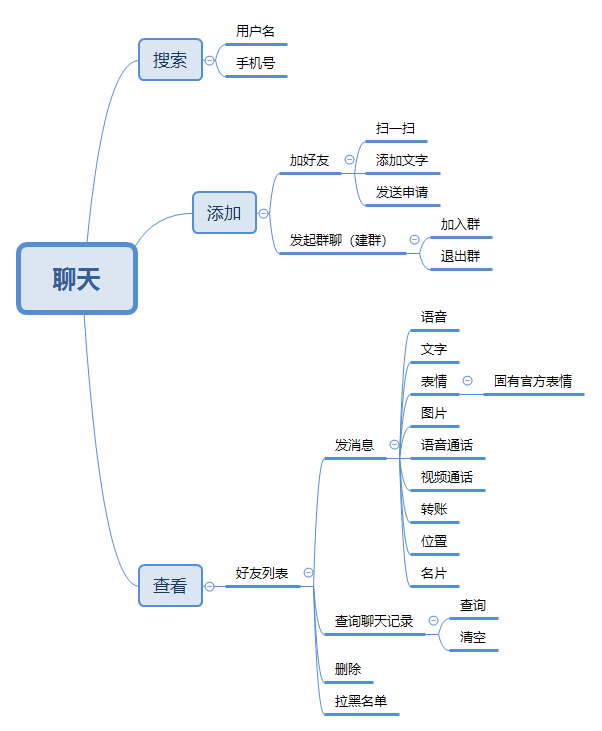 聊天
搜索
用户名
手机号
添加
加好友
扫一扫
添加文字
发送申请
发起群聊（建群）
加入群
退出群
查看
好友列表
发消息
语音
文字
表情
固有官方表情
图片
语音通话
视频通话
转账
位置
名片
查询聊天记录
查询
清空
删除
拉黑名单